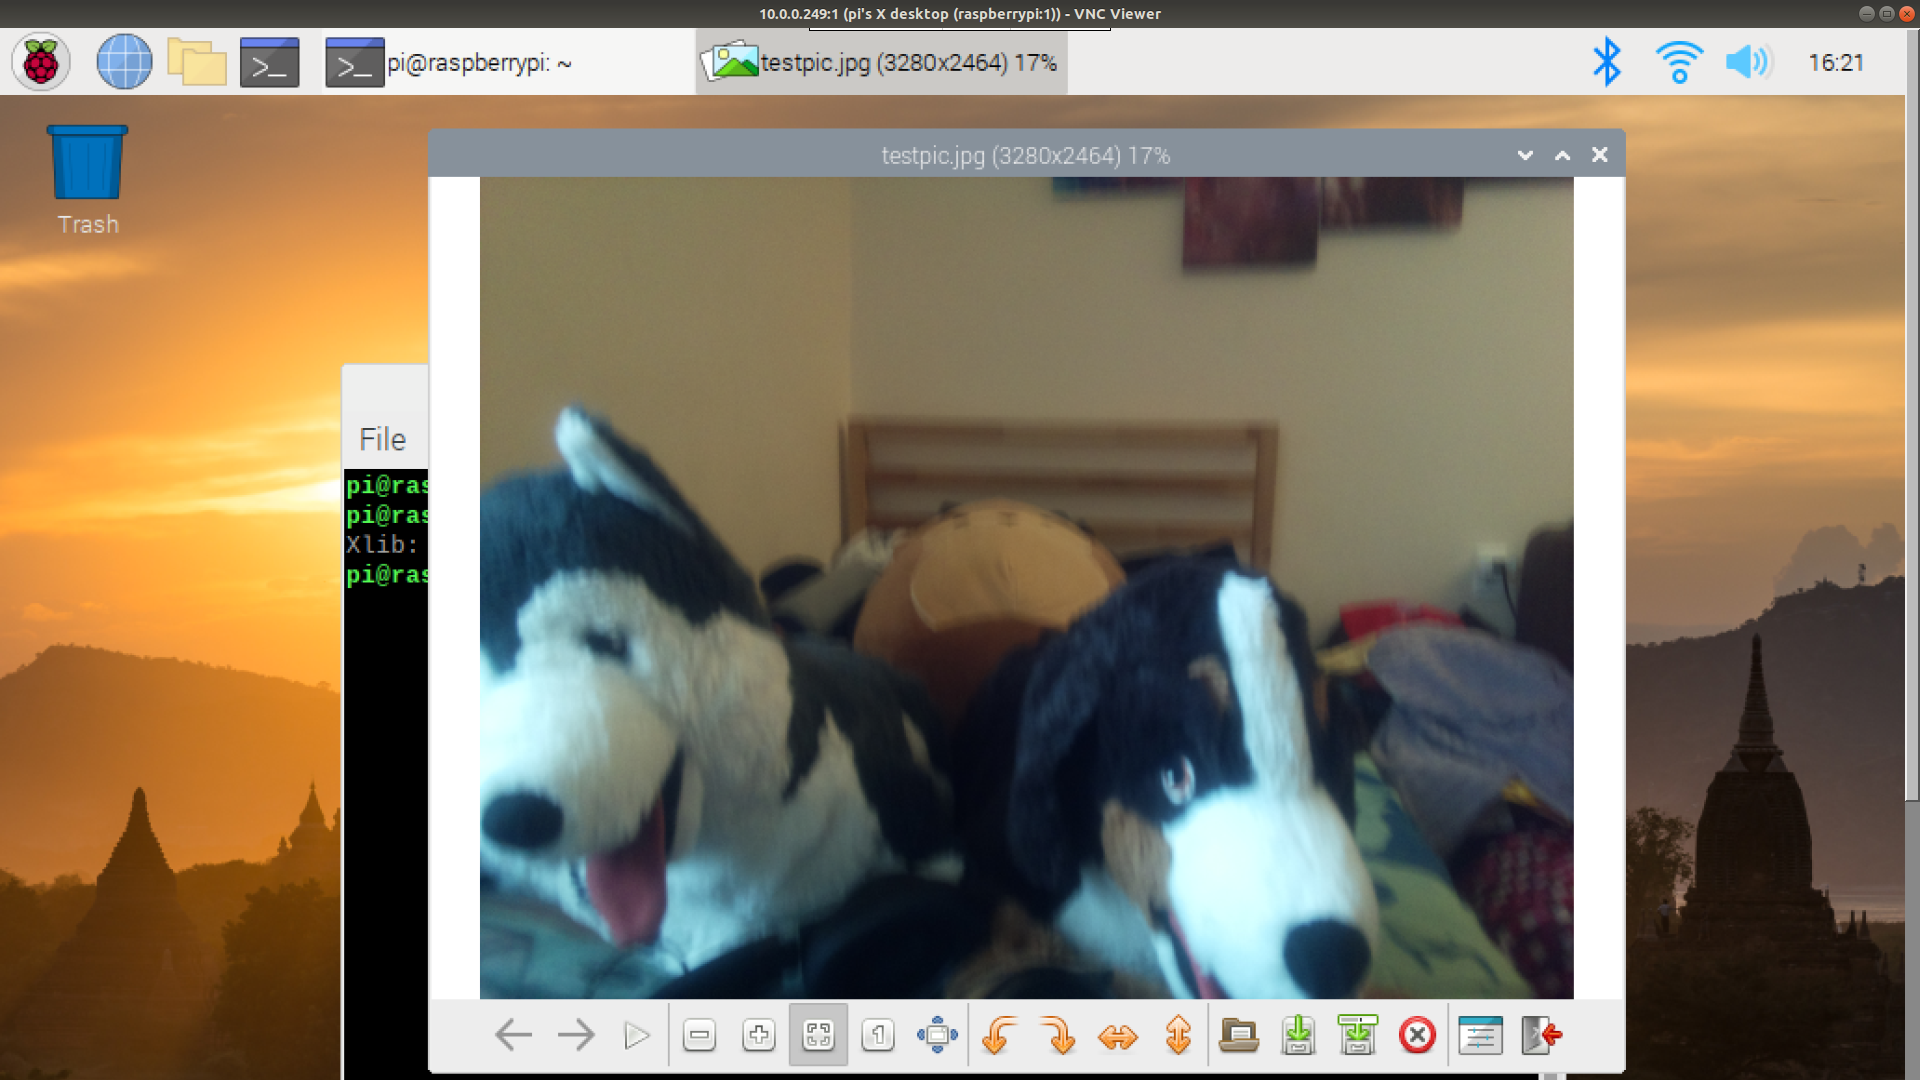 10.0.0.249:1 (pi's X desktop (raspberrypi:1)) - VNC Viewer
pi@raspberrypi: ~
testpic.jpg (3280x2464) 17%
16:21
Trash
testpic.jpg (3280x2464) 17%
File
pi@ras
pi@ras
Xlib:
pi@ras
1